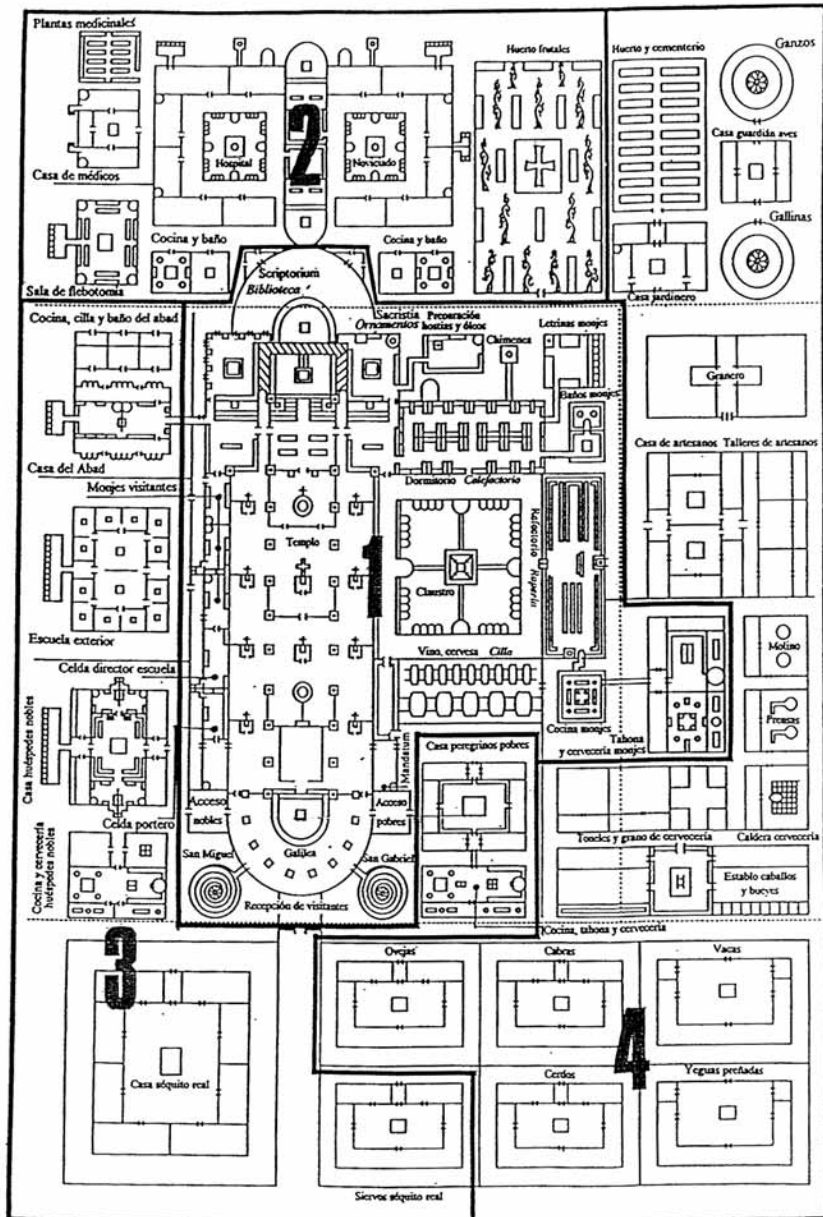 Plantas medicinales
Huerto frutales
Huerto y cementerio
Ganzos
2
Hospital
Noviciado
Casa guardián aves
Casa de médicos
Gallinas
Cocina y baño
Cocina y baño
Scriptorium
Biblioteca
Sala de flebotomía
Casa jardinero
Cocina, cilla y baño del abad
Sacristía
Ornamentos
Preparación
hostias y óleos
Letrinas monjes
Chimenea
Granero
Baños monjes
Casa de artesanos
Talleres de artesanos
Casa del Abad
Dormitorio
Calefactorio
Monjes visitantes
Templo
1
Refectorio
Ropería
Claustro
Escuela exterior
Vino, cervesa
Cilla
Molino
Celda director escuela
Cocina monjes
Prensas
Tahona
y cervecería monjes
Casa huéspedes nobles
Mandatum
Casa peregrinos pobres
Celda portero
Acceso
nobles
Acceso
pobres
Toneles y grano de cervecería
Caldera cervecería
Cocina y cervecería
huéspedes nobles
San Miguel
Galilea
San Gabriel
Establo caballos
y bueyes
Recepción de visitantes
Cocina, tahona y cervecería
3
Ovejas
Cabras
Vacas
4
Casa séquito real
Cerdos
Yeguas preñadas
Siervos séquito real